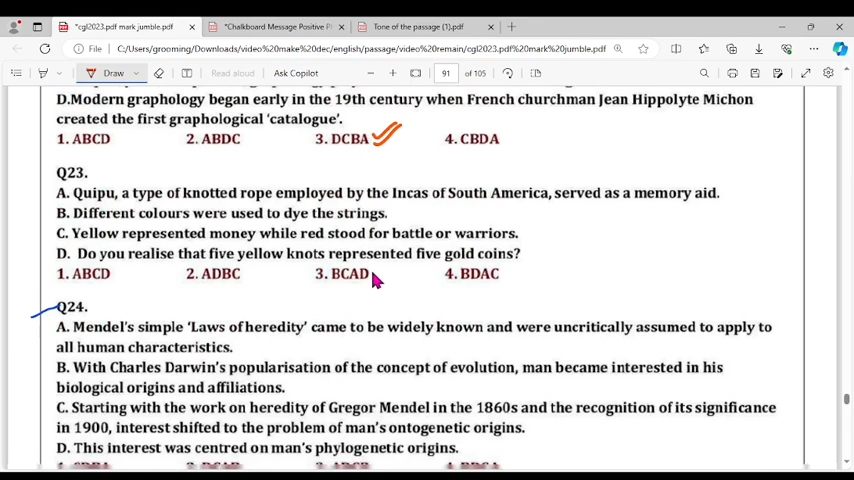 *cgl2023.pdf mark jumble.pdf
*Chalkboard Message Positive P
Tone of the passage (1).pdf
File C:/Users/grooming/Downloads/video%20make%20dec/english/passage/video%20remain/cgl2023.pdf%20mark%20jumble.pdf
Draw Read aloud Ask Copilot 91 of 105
D.Modern graphology began early in the 19th century when French churchman Jean Hippolyte Michon
created the first graphological ‘catalogue’.
1. ABCD 2. ABDC 3. DCBA 4. CBDA
Q23.
A. Quipu, a type of knotted rope employed by the Incas of South America, served as a memory aid.
B. Different colours were used to dye the strings.
C. Yellow represented money while red stood for battle or warriors.
D. Do you realise that five yellow knots represented five gold coins?
1. ABCD 2. ADBC 3. BCAD 4. BDAC
Q24.
A. Mendel’s simple ‘Laws of heredity’ came to be widely known and were uncritically assumed to apply to
all human characteristics.
B. With Charles Darwin’s popularisation of the concept of evolution, man became interested in his
biological origins and affiliations.
C. Starting with the work on heredity of Gregor Mendel in the 1860s and the recognition of its significance
in 1900, interest shifted to the problem of man’s ontogenetic origins.
D. This interest was centred on man’s phylogenetic origins.